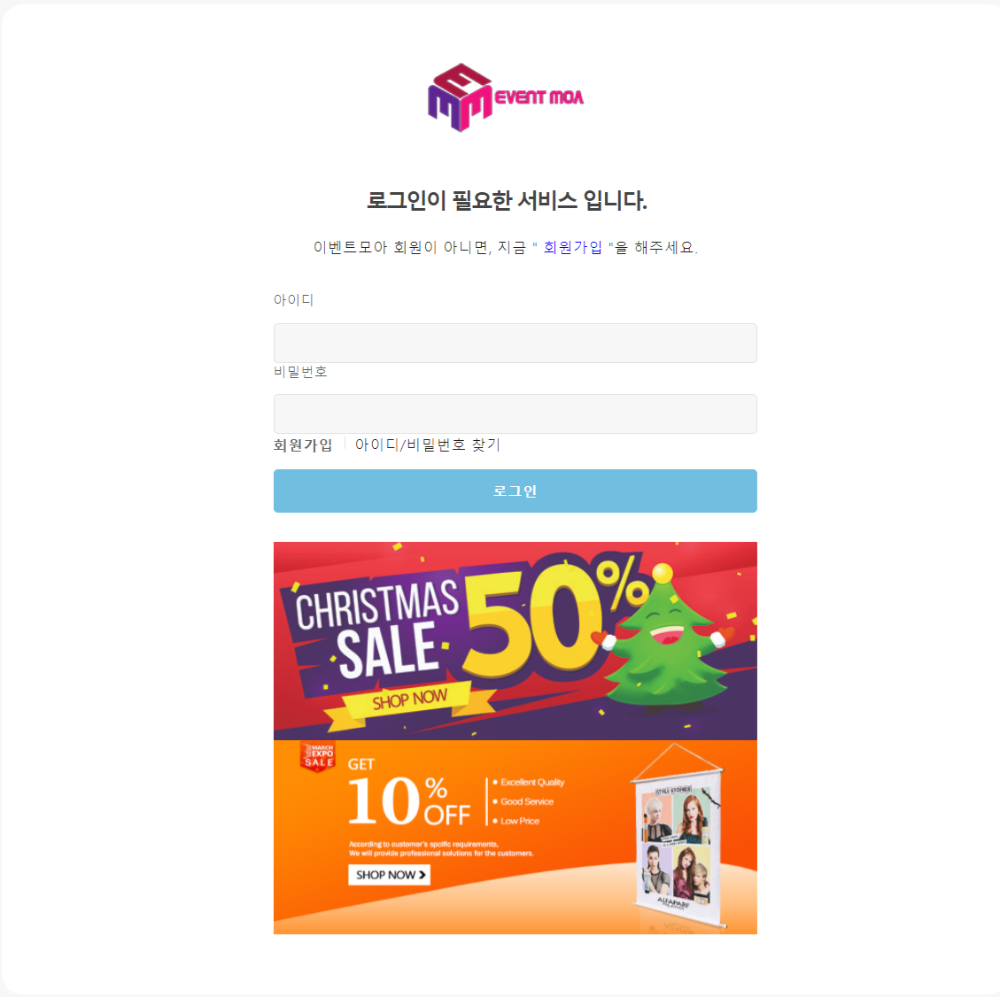 EVENT MOA
로그인이 필요한 서비스 입니다.
이벤트모아 회원이 아니면, 지금 " 회원가입 "을 해주세요.
아이디
비밀번호
회원가입 아이디/비밀번호 찾기
로그인
CHRISTMAS
SALE
50%
SHOP NOW
MARCH
EXPO
SALE
GET
10% OFF
Excellent Quality
Good Service
Low Price
According to customer's spcific requirements,
We will provide professional solutions for the customers.
SHOP NOW
STYLE STORIES
ALFAPARF